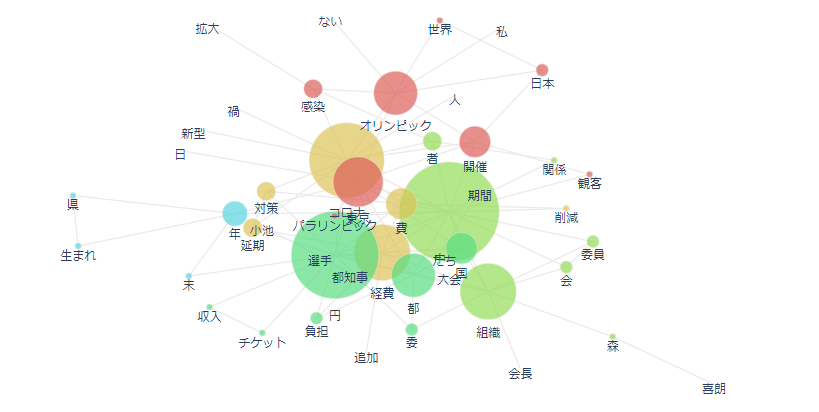 ない
拡大
世界
私
日本
人
感染
禍
オリンピック
新型
日
者
開催
関係
観客
期間
県
対策
コロナ
東京
削減
パラリンピック
費
年
小池
延期
生まれ
委員
選手
たち
国
都知事
大会
会
末
経費
都
収入
円
負担
組織
チケット
委
森
追加
会長
喜朗